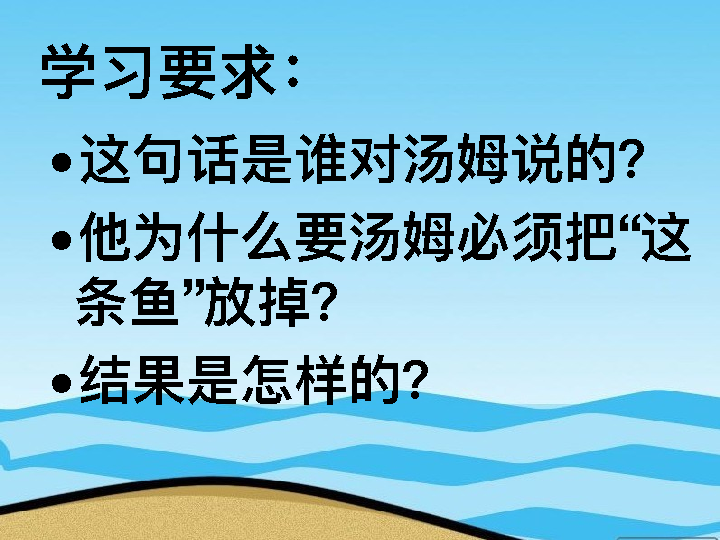 学习要求：
•这句话是谁对汤姆说的？
•他为什么要汤姆必须把“这
条鱼”放掉？
•结果是怎样的？